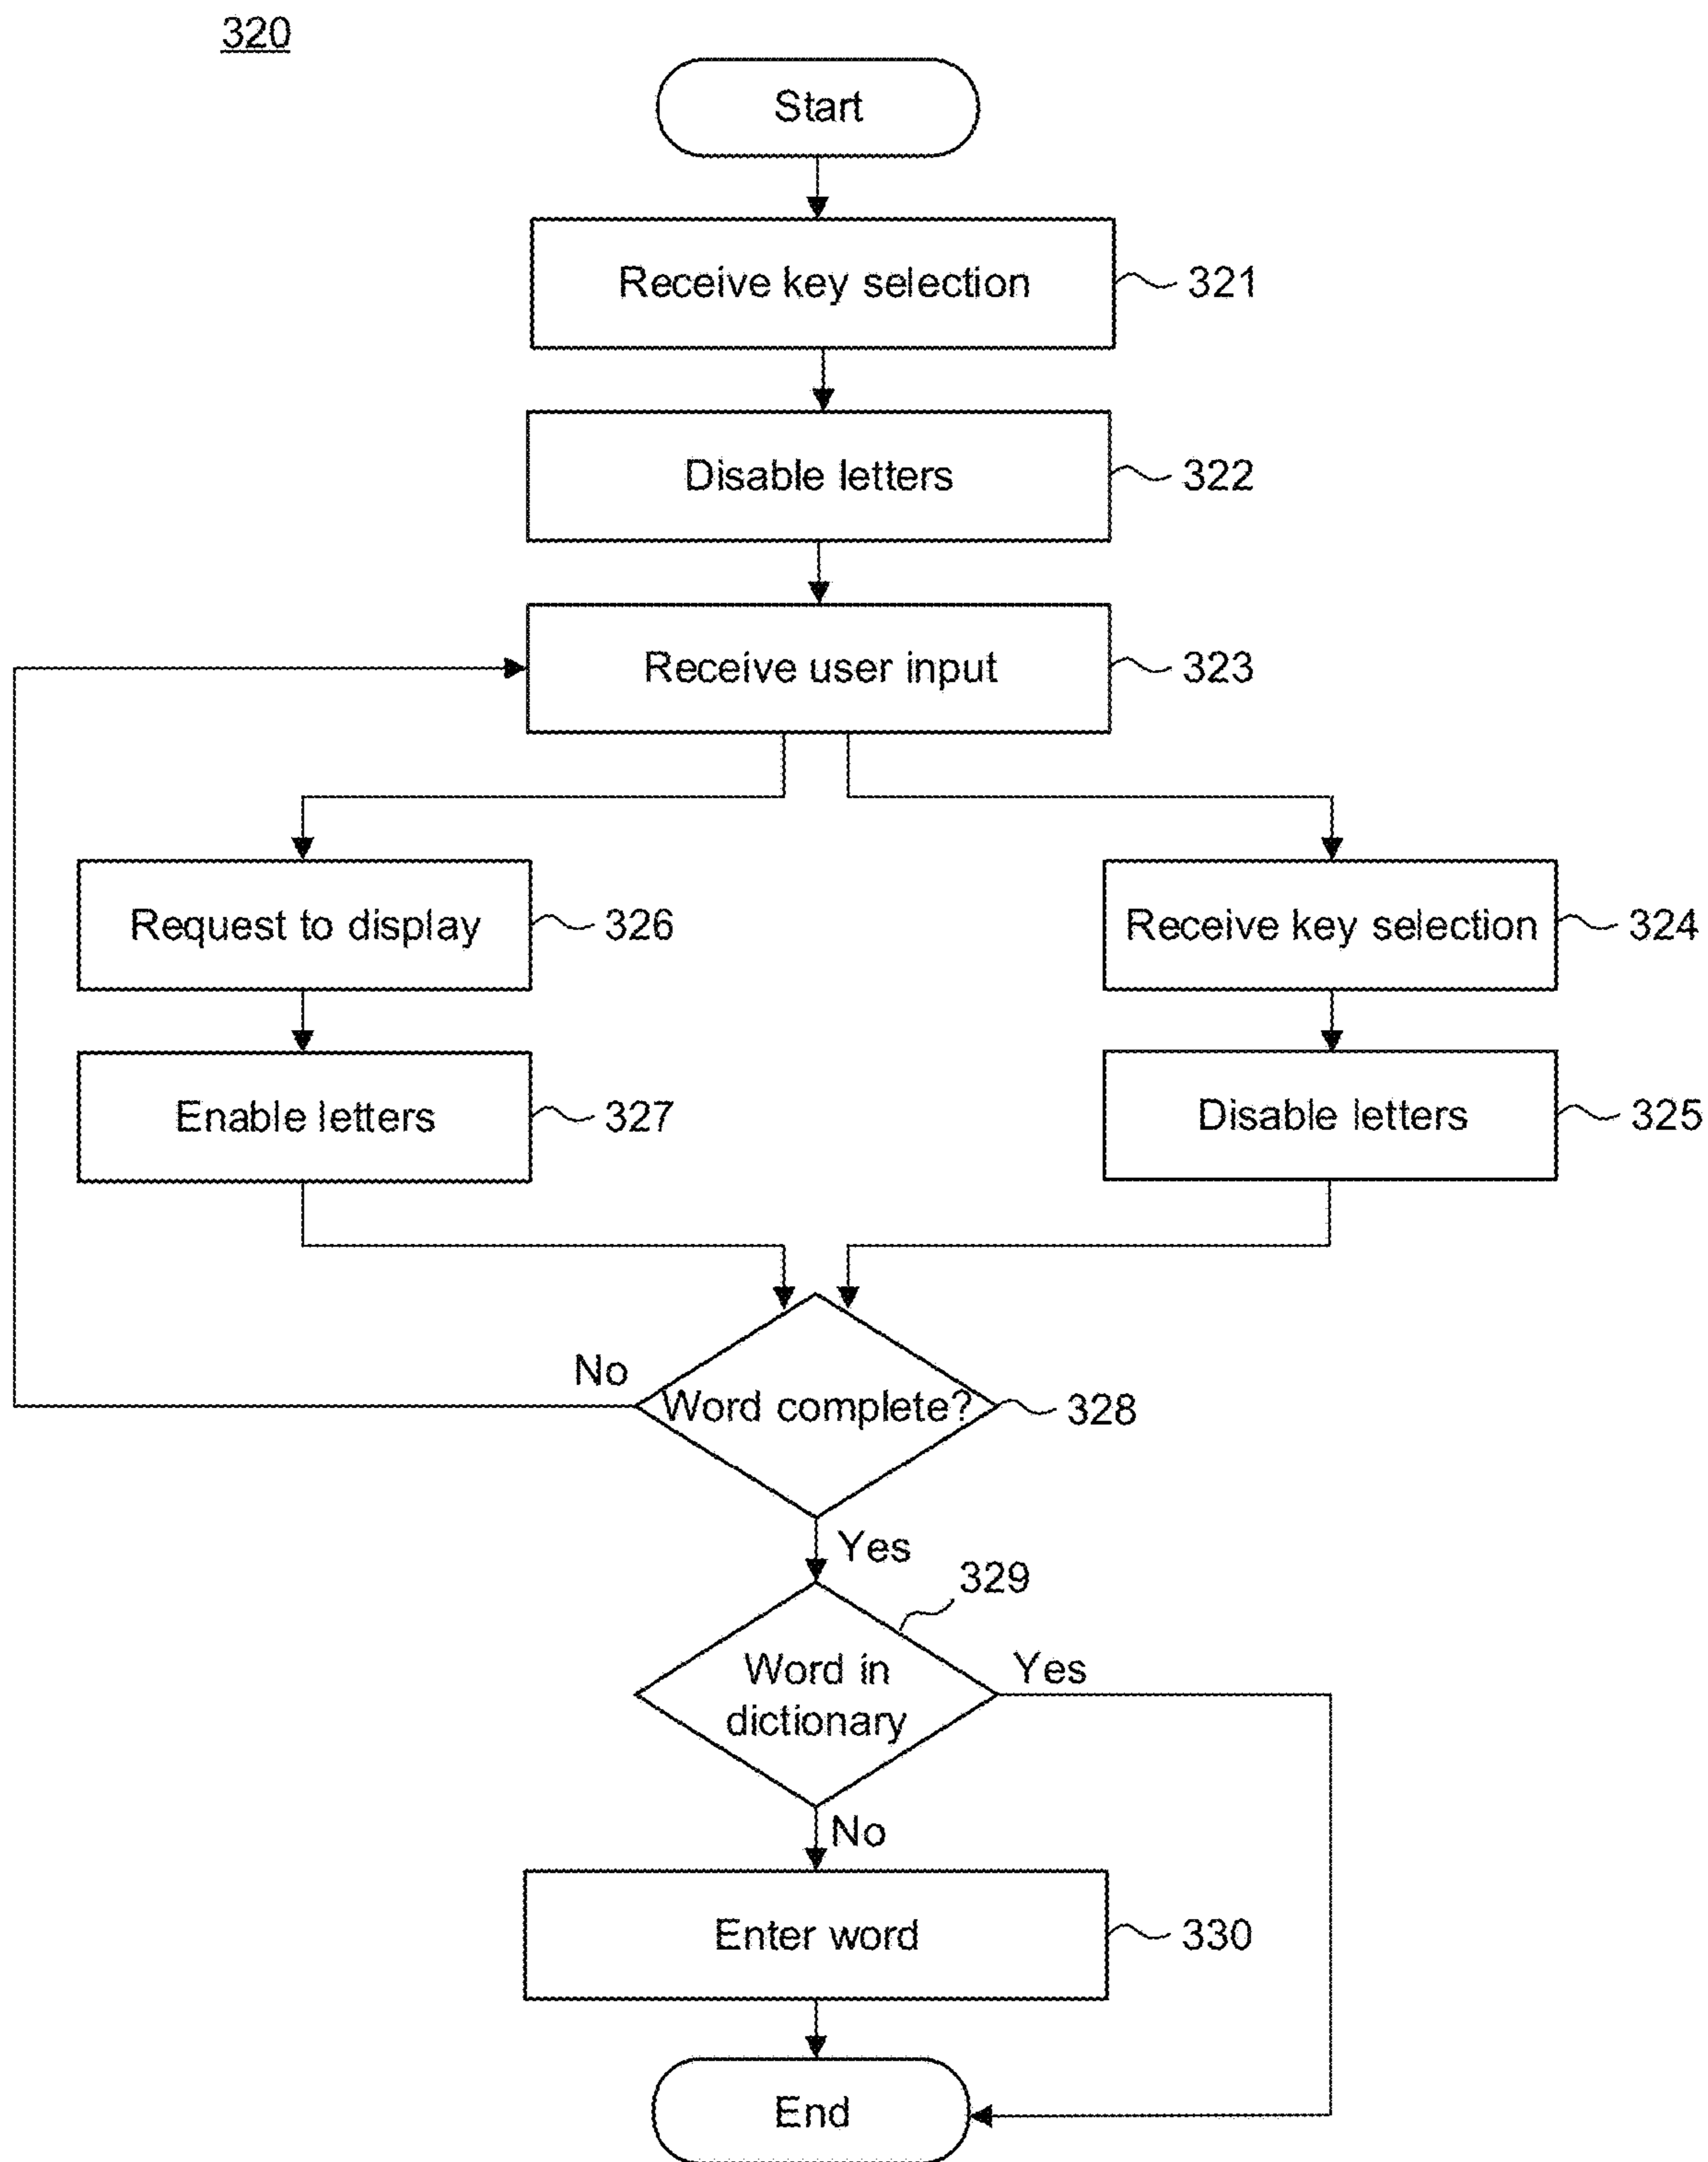 320
Start
Receive key selection
321
Disable letters
322
Receive user input
323
Request to display
326
Receive key selection
324
Enable letters
327
Disable letters
325
No
Word complete?
328
Yes
329
Word in
dictionary
Yes
No
Enter word
330
End